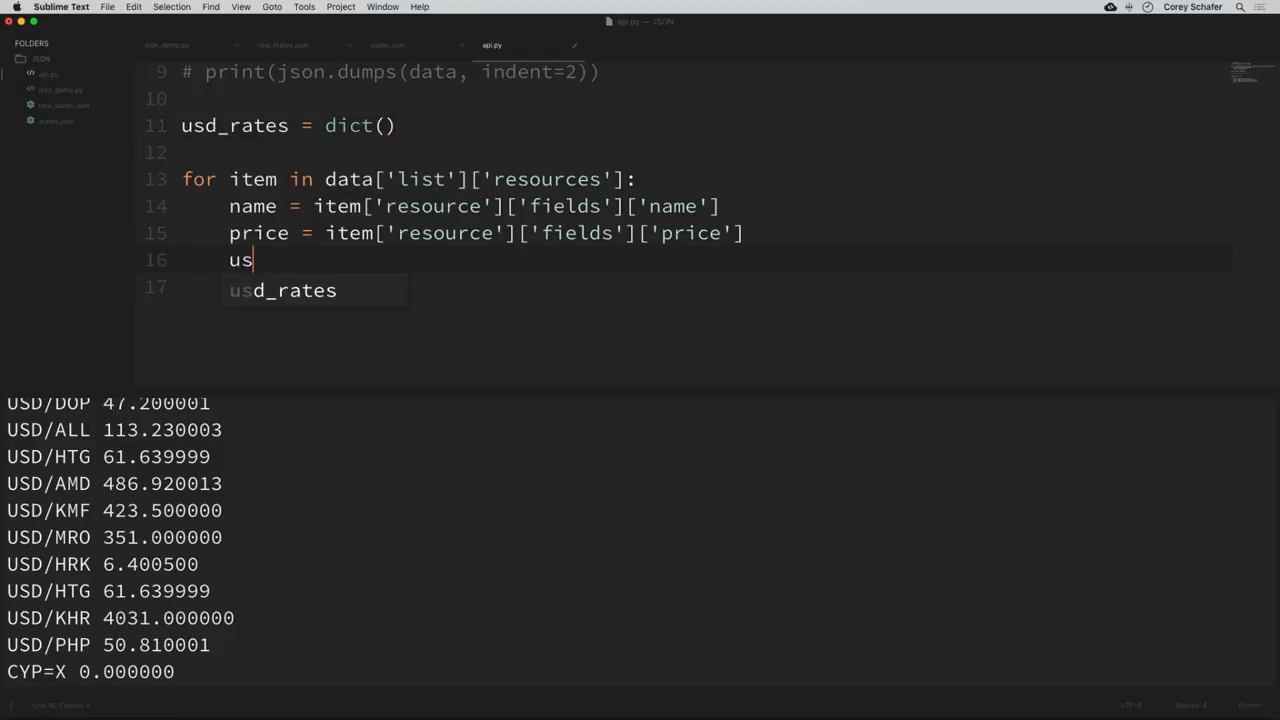 Sublime Text File Edit Selection Find View Goto Tools Project Window Help Corey Schafer
api.py — JSON
FOLDERS
JSON
api.py
json_demo.py
new_states.json
states.json
json_demo.py new_states.json states.json api.py
9 # print(json.dumps(data, indent=2))
10
11 usd_rates = dict()
12
13 for item in data['list']['resources']:
14 name = item['resource']['fields']['name']
15 price = item['resource']['fields']['price']
16 us
17 usd_rates
USD/DOP 47.200001
USD/ALL 113.230003
USD/HTG 61.639999
USD/AMD 486.920013
USD/KMF 423.500000
USD/MRO 351.000000
USD/HRK 6.400500
USD/HTG 61.639999
USD/KHR 4031.000000
USD/PHP 50.810001
CYP=X 0.000000
UTF-8 Spaces: 4 Python